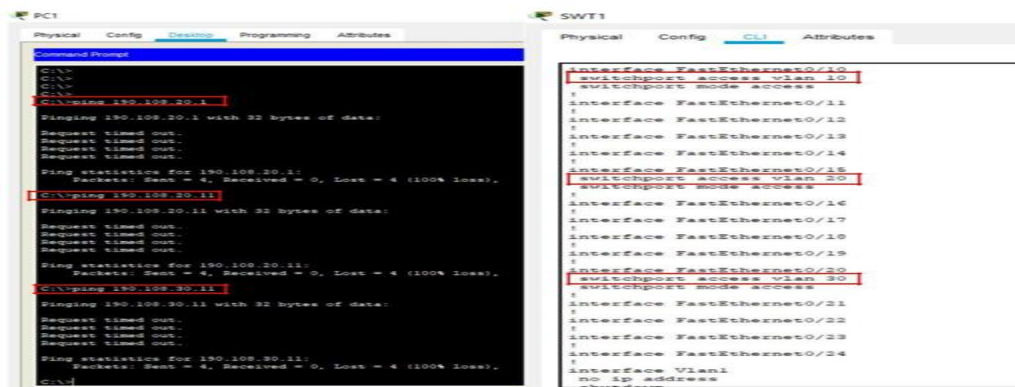 PC1
Physical Config Desktop Programming Attributes
Command Prompt
C:\>
C:\>
C:\>
C:\>
C:\>ping 190.108.20.1
Pinging 190.108.20.1 with 32 bytes of data:
Request timed out.
Request timed out.
Request timed out.
Request timed out.
Ping statistics for 190.108.20.1:
Packets: Sent = 4, Received = 0, Lost = 4 (100% loss),
C:\>ping 190.108.20.11
Pinging 190.108.20.11 with 32 bytes of data:
Request timed out.
Request timed out.
Request timed out.
Request timed out.
Ping statistics for 190.108.20.11:
Packets: Sent = 4, Received = 0, Lost = 4 (100% loss),
C:\>ping 190.108.30.11
Pinging 190.108.30.11 with 32 bytes of data:
Request timed out.
Request timed out.
Request timed out.
Request timed out.
Ping statistics for 190.108.30.11:
Packets: Sent = 4, Received = 0, Lost = 4 (100% loss),
C:\>
SWT1
Physical Config CLI Attributes
interface FastEthernet0/10
switchport access vlan 10
switchport mode access
!
interface FastEthernet0/11
!
interface FastEthernet0/12
!
interface FastEthernet0/13
!
interface FastEthernet0/14
!
interface FastEthernet0/15
switchport access vlan 20
switchport mode access
!
interface FastEthernet0/16
!
interface FastEthernet0/17
!
interface FastEthernet0/18
!
interface FastEthernet0/19
!
interface FastEthernet0/20
switchport access vlan 30
switchport mode access
!
interface FastEthernet0/21
!
interface FastEthernet0/22
!
interface FastEthernet0/23
!
interface FastEthernet0/24
!
interface Vlan1
no ip address
shutdown